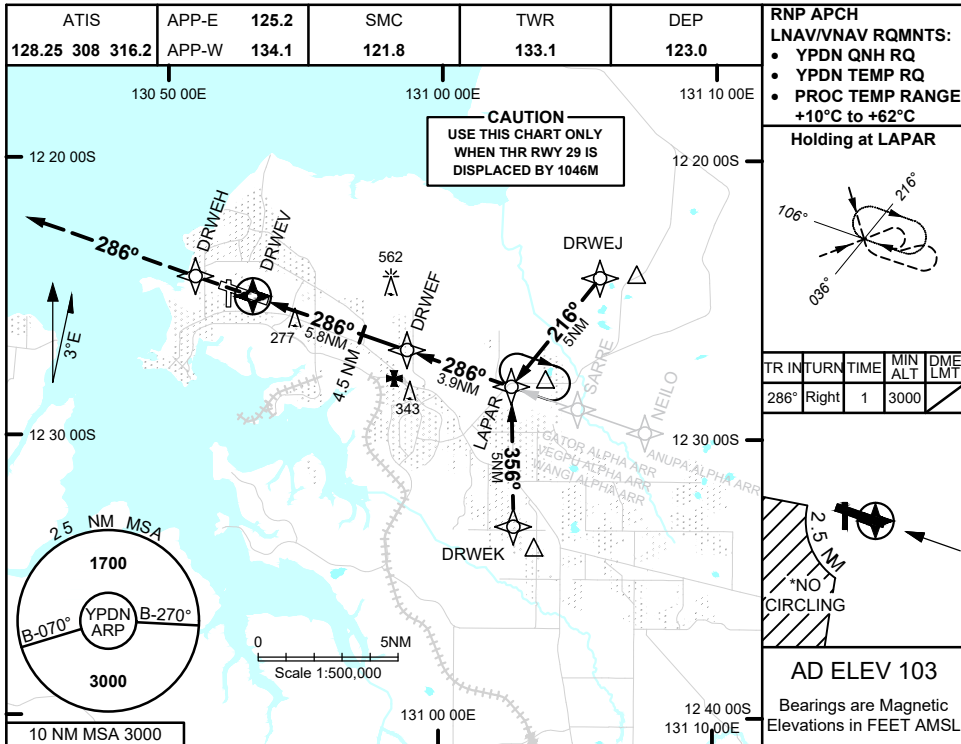 ATIS
128.25 308 316.2
APP-E 125.2
APP-W 134.1
SMC
121.8
TWR
133.1
DEP
123.0
RNP APCH
LNAV/VNAV RQMNTS:
• YPDN QNH RQ
• YPDN TEMP RQ
• PROC TEMP RANGE
+10°C to +62°C
130 50 00E
131 00 00E
131 10 00E
CAUTION
USE THIS CHART ONLY
WHEN THR RWY 29 IS
DISPLACED BY 1046M
12 20 00S
12 20 00S
Holding at LAPAR
216°
106°
036°
DRWEH
DRWEV
286°
562
DRWEF
DRWEJ
3°E
277
286°
5.8NM
4.5 NM
343
286°
3.9NM
216°
5NM
LAPAR
SARRE
NEILO
TR IN TURN TIME MIN ALT DME LMT
286° Right 1 3000
12 30 00S
12 30 00S
356°
5NM
GATOR ALPHA ARR
VEGPU ALPHA ARR
WANGI ALPHA ARR
ANUPA ALPHA ARR
DRWEK
2.5 NM
*NO
CIRCLING
25 NM MSA
1700
B-070°
YPDN
ARP
B-270°
3000
0 5NM
Scale 1:500,000
10 NM MSA 3000
131 00 00E
12 40 00S
131 10 00E
AD ELEV 103
Bearings are Magnetic
Elevations in FEET AMSL